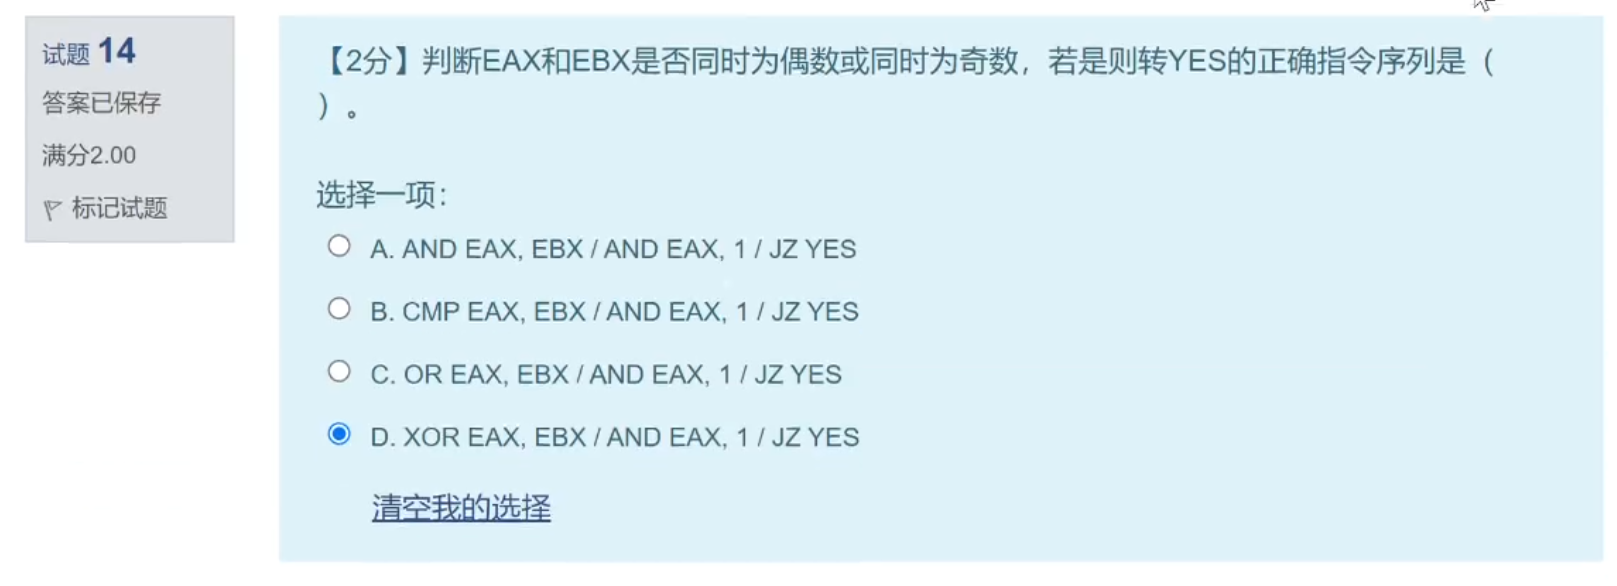 试题 14
答案已保存
满分2.00
标记试题
【2分】判断EAX和EBX是否同时为偶数或同时为奇数，若是则转YES的正确指令序列是（
）。
选择一项：
A. AND EAX, EBX / AND EAX, 1 / JZ YES
B. CMP EAX, EBX / AND EAX, 1 / JZ YES
C. OR EAX, EBX / AND EAX, 1 / JZ YES
D. XOR EAX, EBX / AND EAX, 1 / JZ YES
清空我的选择